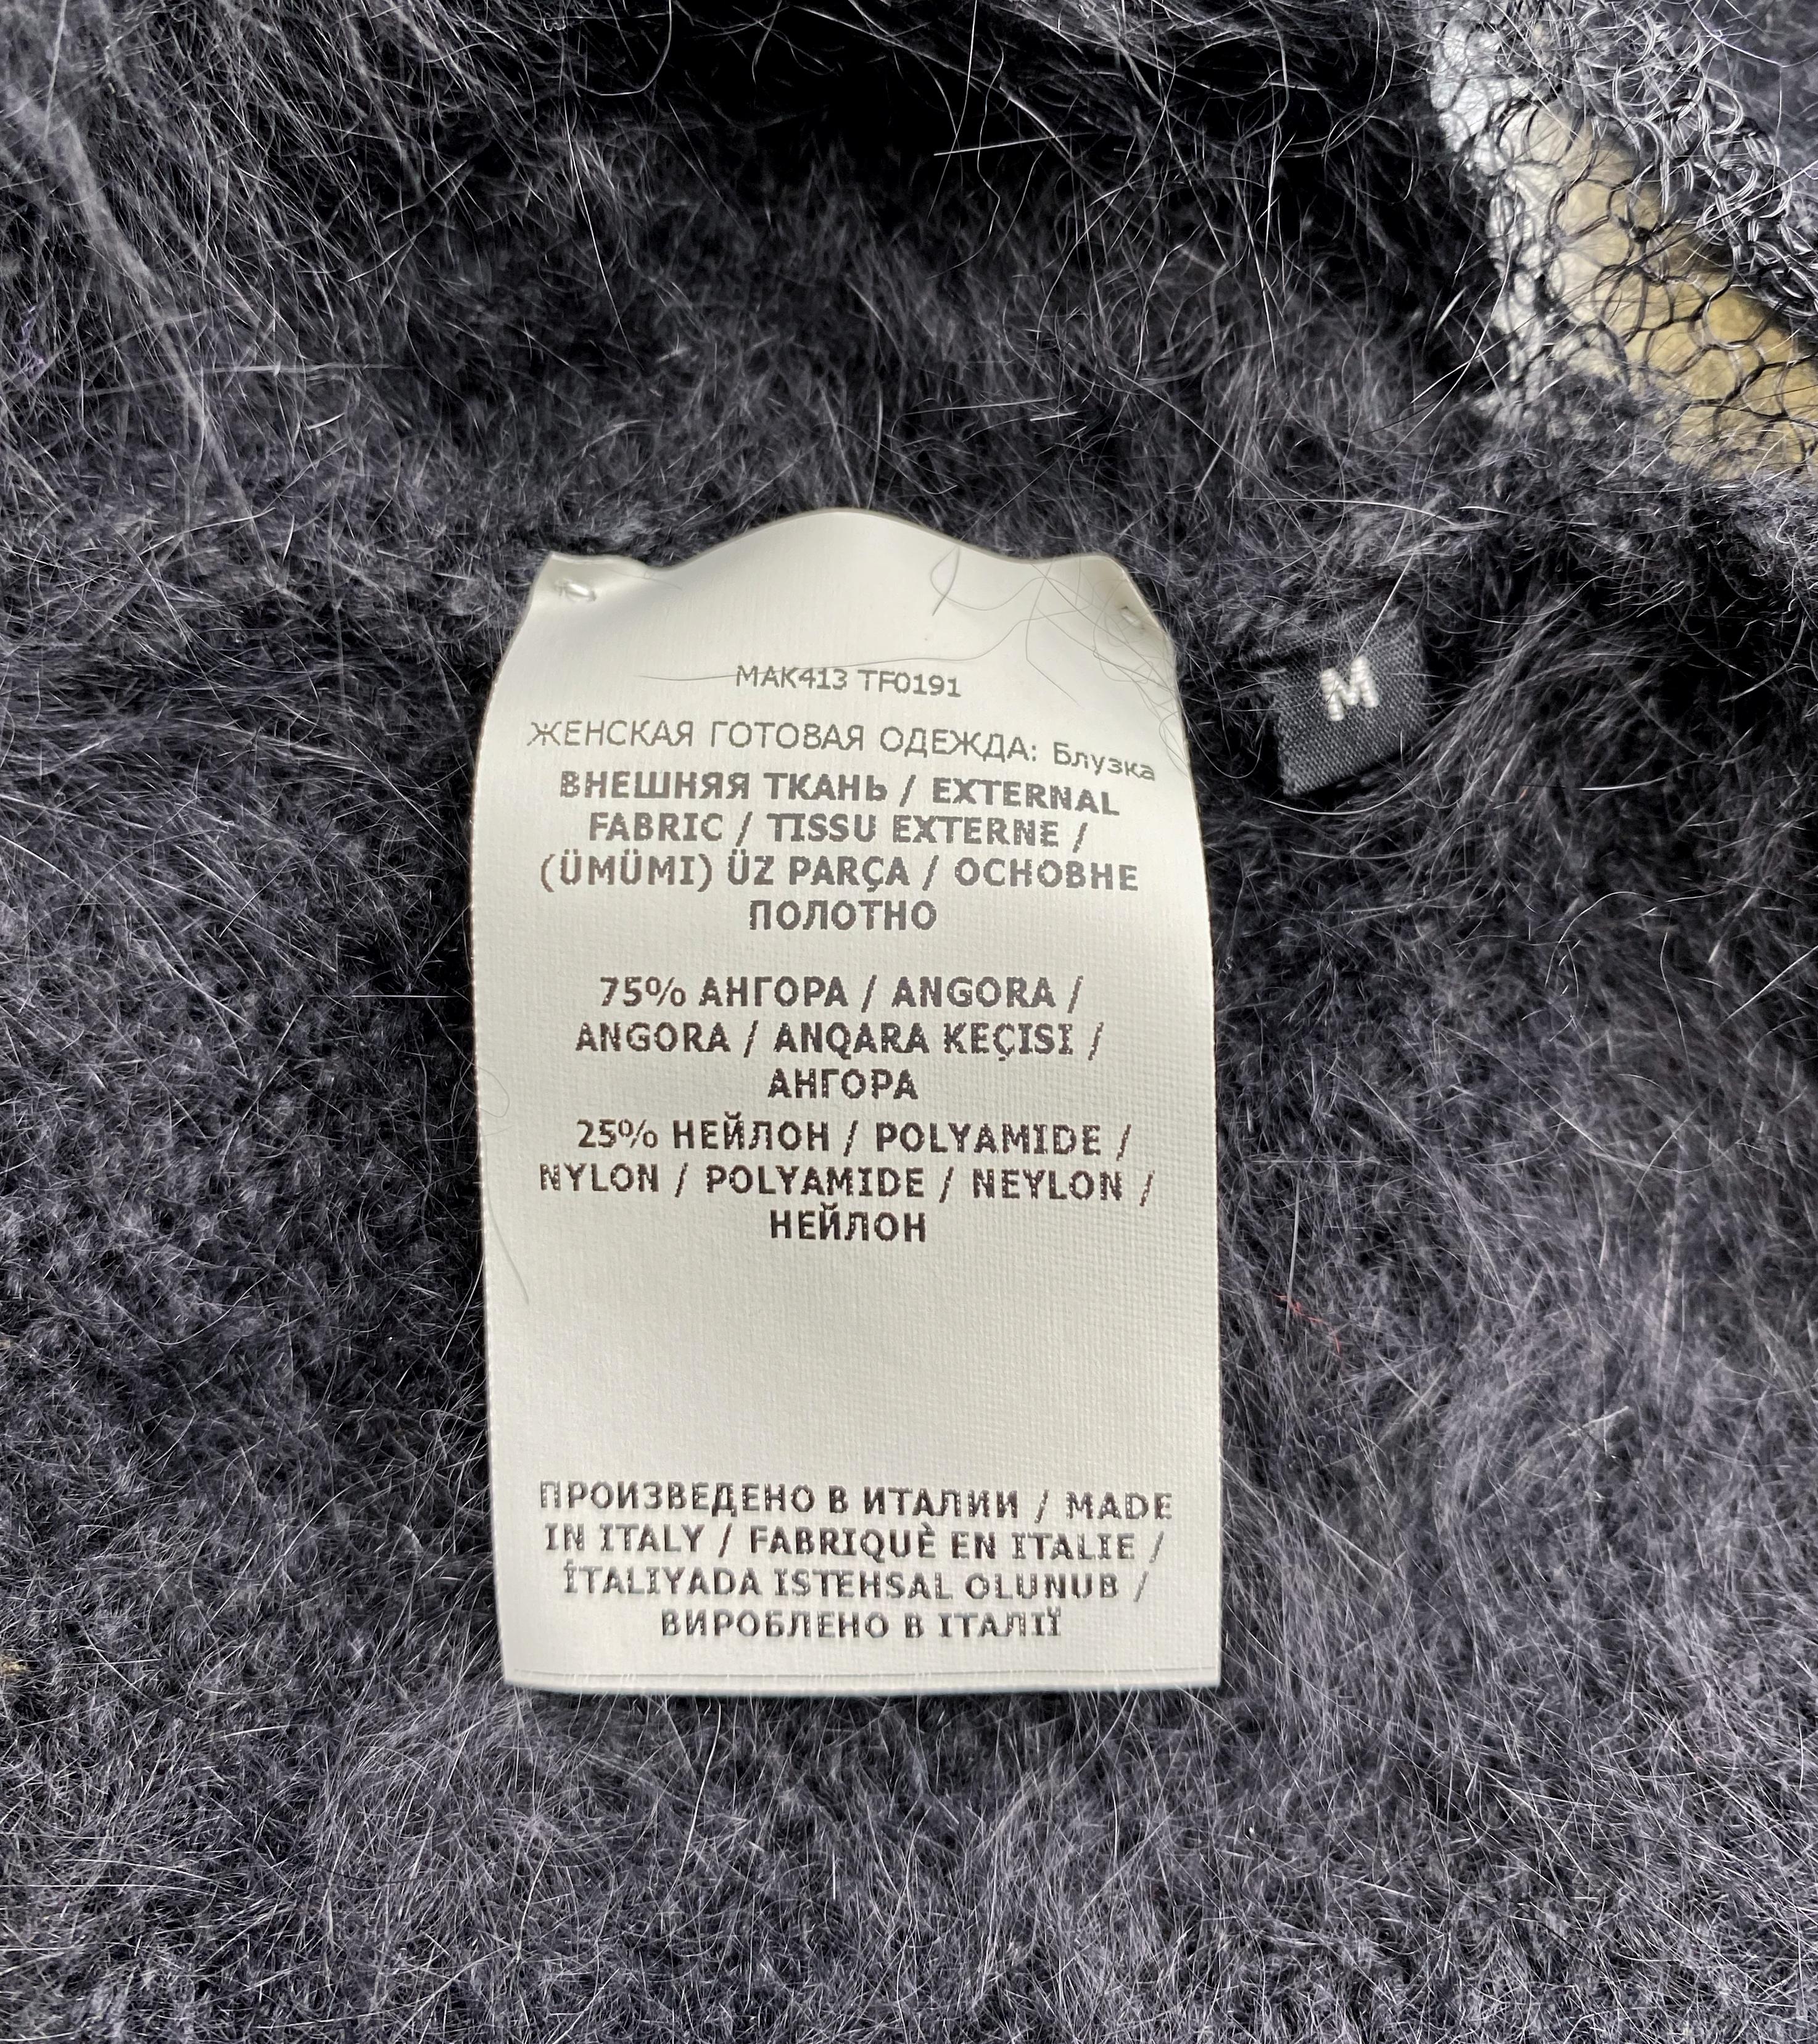 MAK413 TF0191
ЖЕНСКАЯ ГОТОВАЯ ОДЕЖДА: Блузка
ВНЕШНЯЯ ТКАНЬ / EXTERNAL
FABRIC / TISSU EXTERNE /
(ÜMÜMI) ÜZ PARÇA / ОСНОВНЕ
ПОЛОТНО
75% АНГОРА / ANGORA /
ANGORA / ANQARA KEÇISI /
АНГОРА
25% НЕЙЛОН / POLYAMIDE /
NYLON / POLYAMIDE / NEYLON /
НЕЙЛОН
ПРОИЗВЕДЕНО В ИТАЛИИ / MADE
IN ITALY / FABRIQUÈ EN ITALIE /
İTALIYADA ISTEHSAL OLUNUB /
ВИРОБЛЕНО В ІТАЛІЇ
M